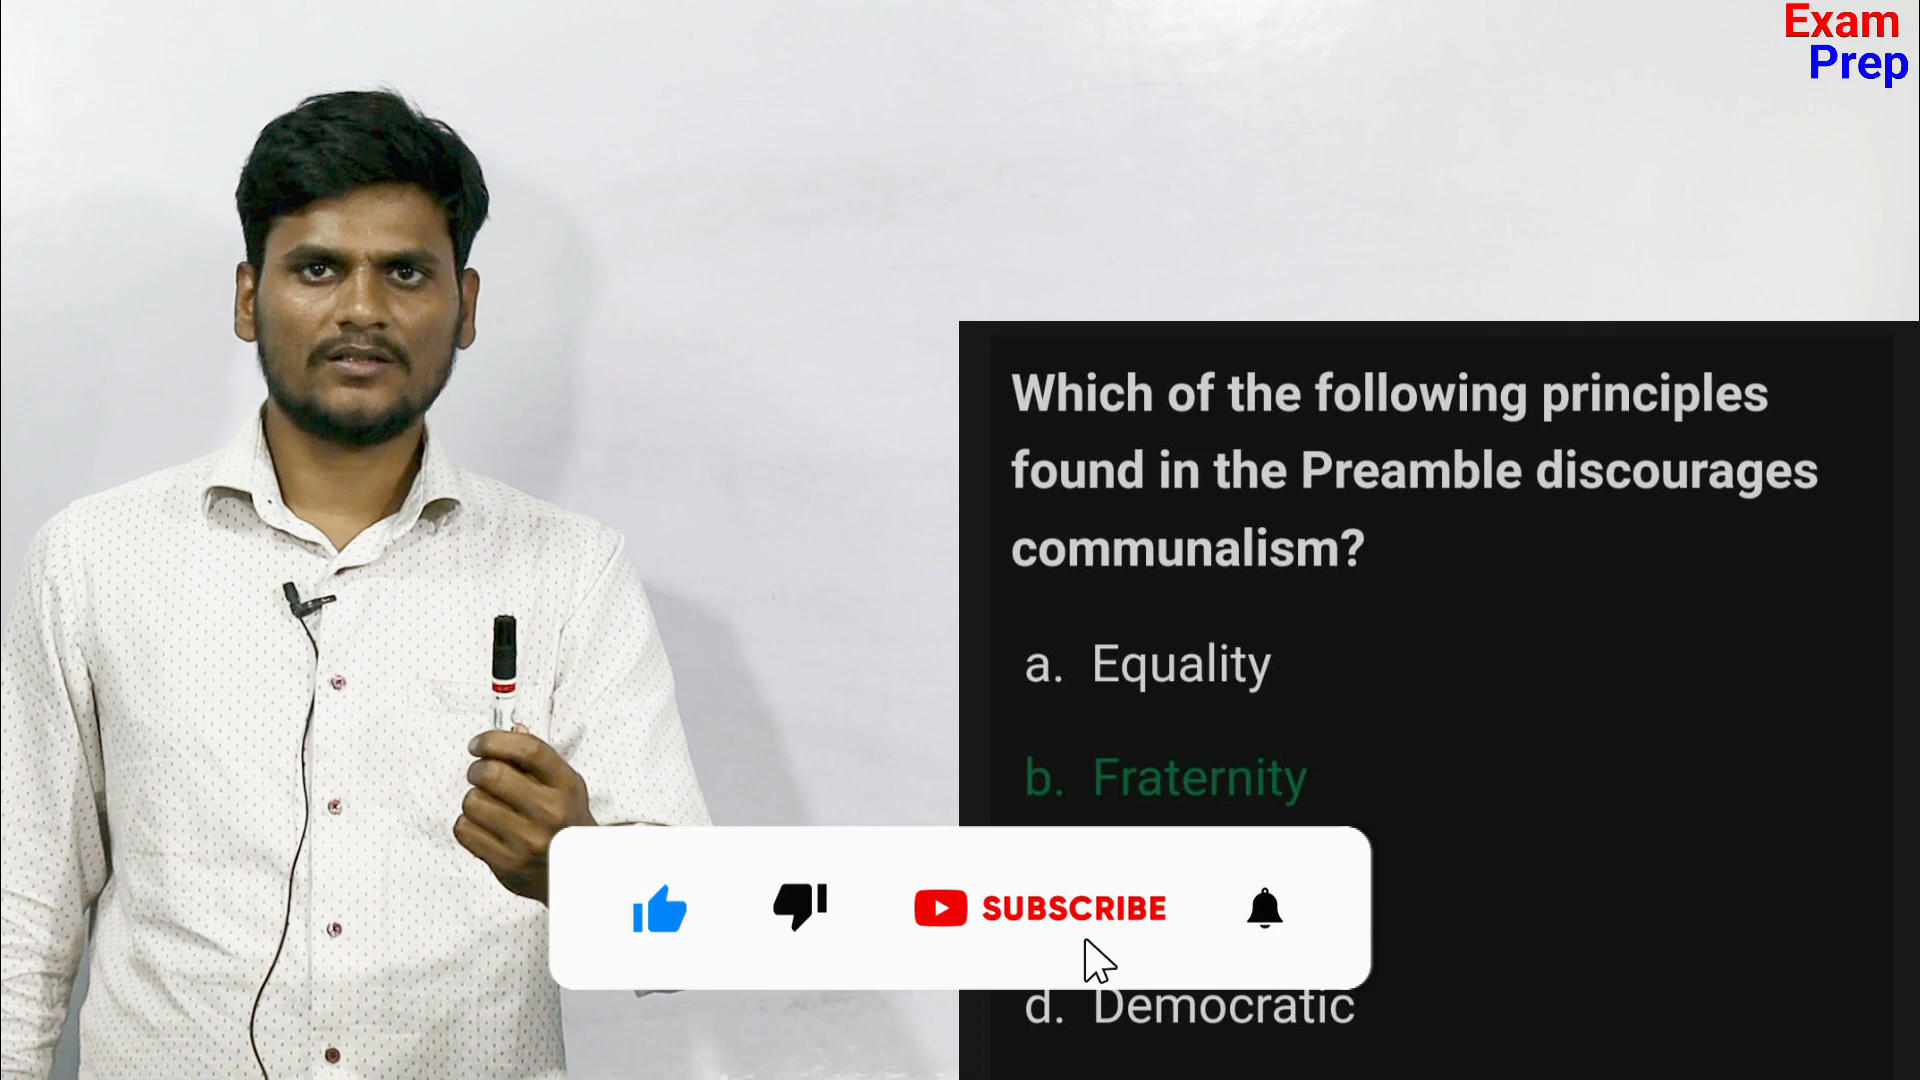 Exam
Prep
Which of the following principles
found in the Preamble discourages
communalism?
a. Equality
b. Fraternity
SUBSCRIBE
d. Democratic